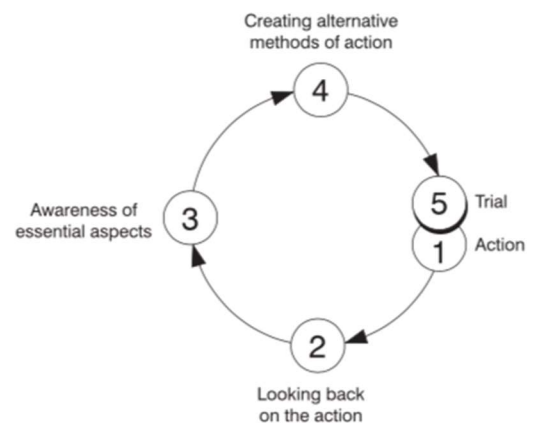 Creating alternative
methods of action
4
5
Trial
Awareness of
essential aspects
3
1
Action
2
Looking back
on the action